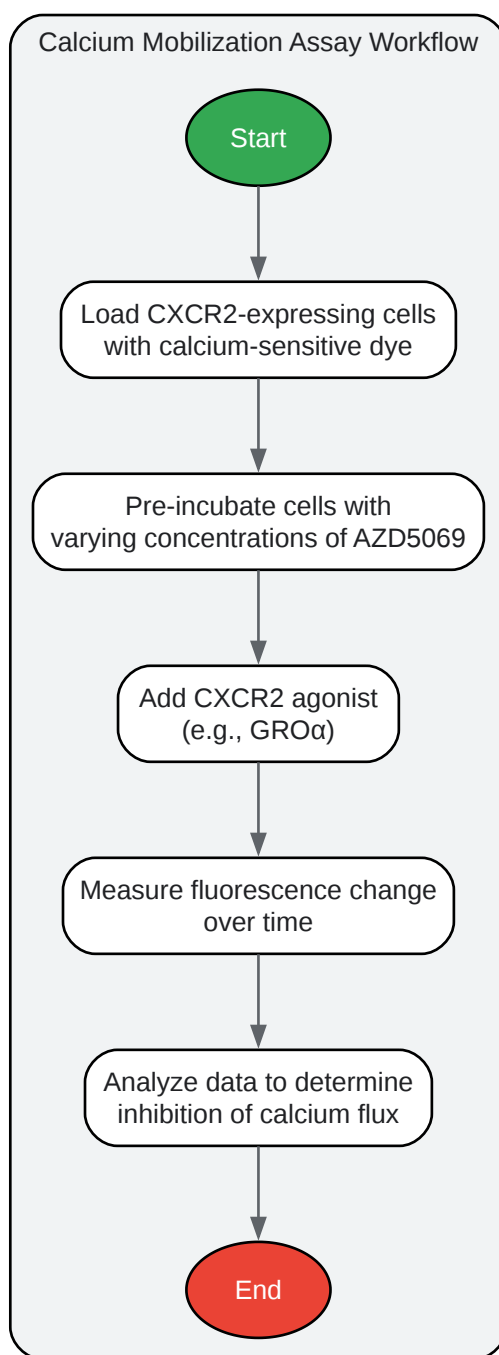 Calcium Mobilization Assay Workflow
Start
Load CXCR2-expressing cells
with calcium-sensitive dye
Pre-incubate cells with
varying concentrations of AZD5069
Add CXCR2 agonist
(e.g., GROα)
Measure fluorescence change
over time
Analyze data to determine
inhibition of calcium flux
End